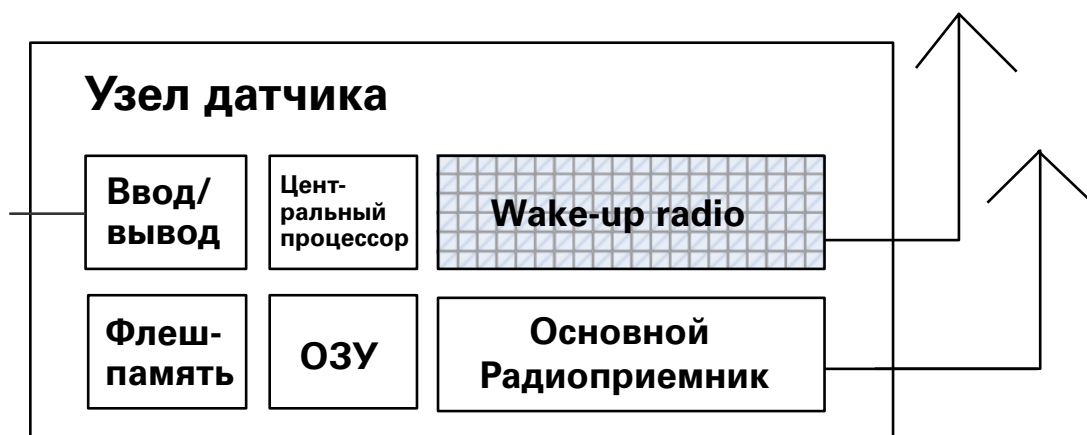 Узел датчика
Ввод/
вывод
Цент-
ральный
процессор
Wake-up radio
Флеш-
память
ОЗУ
Основной
Радиоприемник